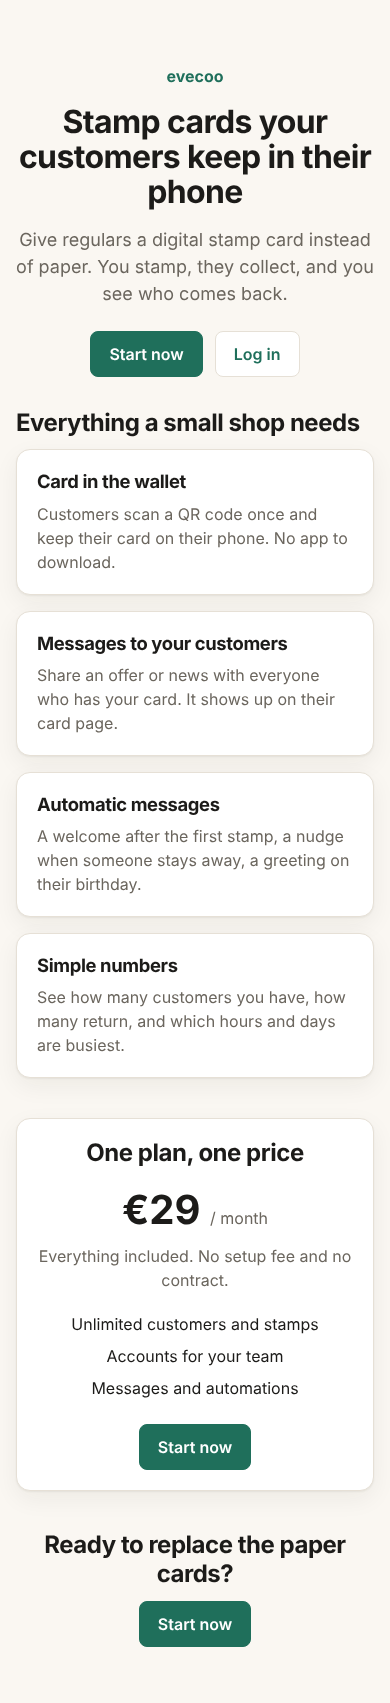 evecoo
Stamp cards your
customers keep in their
phone
Give regulars a digital stamp card instead
of paper. You stamp, they collect, and you
see who comes back.
Start now
Log in
Everything a small shop needs
Card in the wallet
Customers scan a QR code once and
keep their card on their phone. No app to
download.
Messages to your customers
Share an offer or news with everyone
who has your card. It shows up on their
card page.
Automatic messages
A welcome after the first stamp, a nudge
when someone stays away, a greeting on
their birthday.
Simple numbers
See how many customers you have, how
many return, and which hours and days
are busiest.
One plan, one price
€29 / month
Everything included. No setup fee and no
contract.
Unlimited customers and stamps
Accounts for your team
Messages and automations
Start now
Ready to replace the paper
cards?
Start now